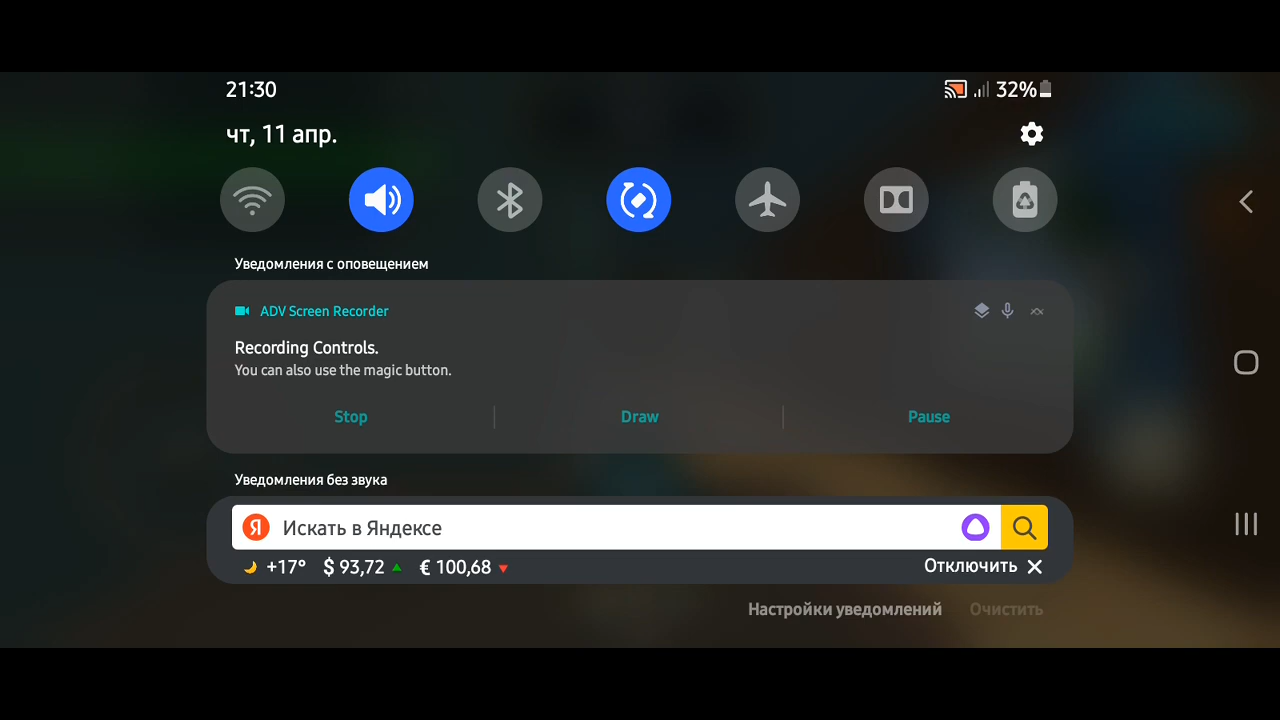 21:30
32%
чт, 11 апр.
Уведомления с оповещением
ADV Screen Recorder
Recording Controls.
You can also use the magic button.
Stop
Draw
Pause
Уведомления без звука
Я
Искать в Яндексе
+17° $ 93,72 € 100,68
Отключить
Настройки уведомлений
Очистить